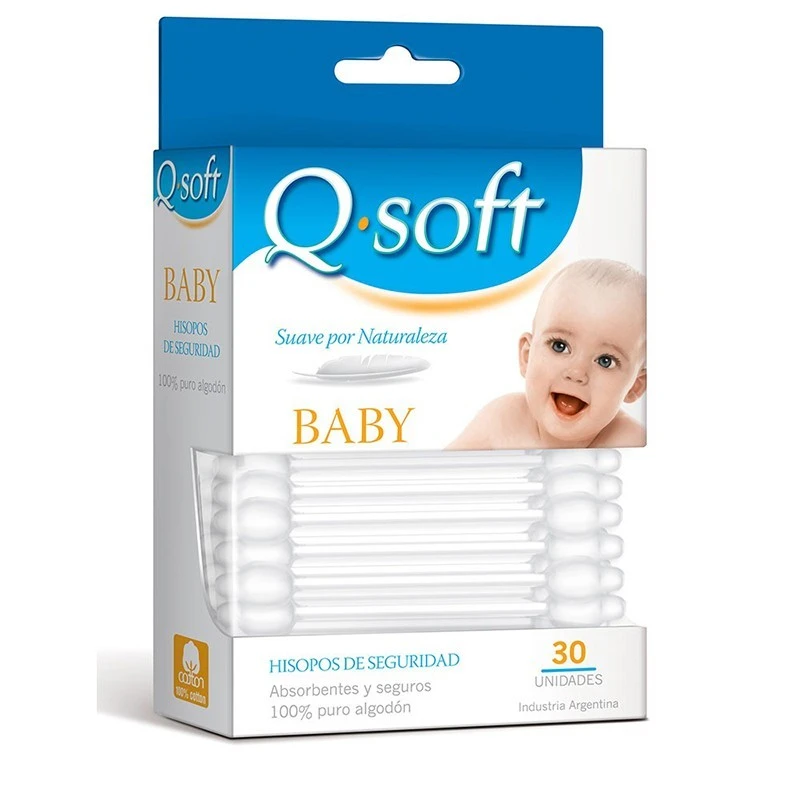 Q·soft
BABY
HISOPOS
DE SEGURIDAD
100% puro algodón
cotton
100% cotton
Q·soft
Suave por Naturaleza
BABY
HISOPOS DE SEGURIDAD
Absorbentes y seguros
100% puro algodón
30
UNIDADES
Industria Argentina